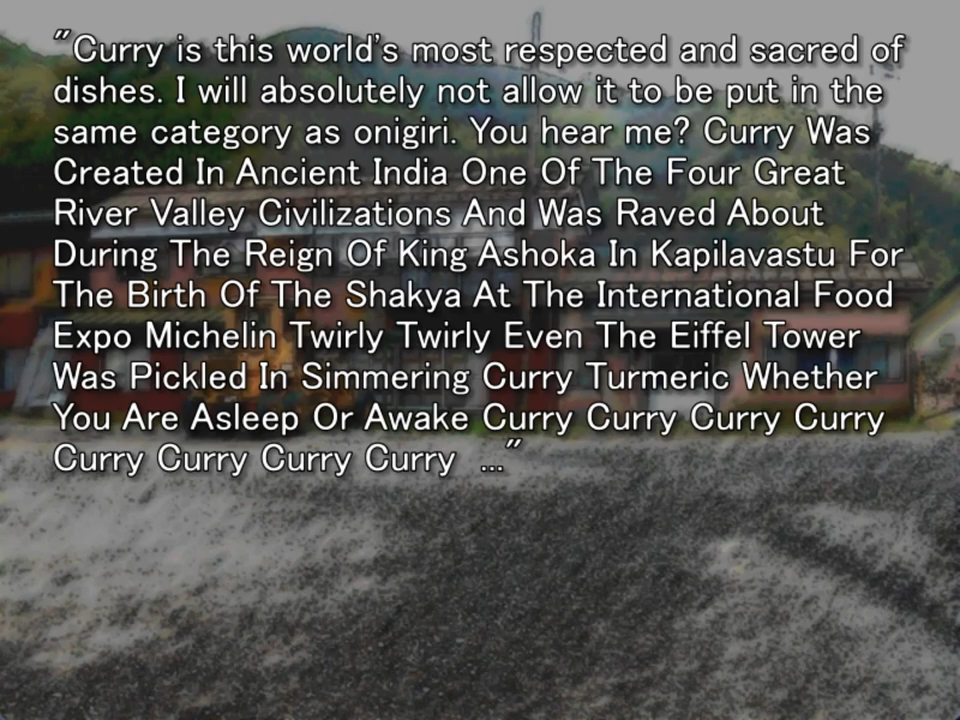 "Curry is this world's most respected and sacred of
dishes. I will absolutely not allow it to be put in the
same category as onigiri. You hear me? Curry Was
Created In Ancient India One Of The Four Great
River Valley Civilizations And Was Raved About
During The Reign Of King Ashoka In Kapilavastu For
The Birth Of The Shakya At The International Food
Expo Michelin Twirly Twirly Even The Eiffel Tower
Was Pickled In Simmering Curry Turmeric Whether
You Are Asleep Or Awake Curry Curry Curry Curry
Curry Curry Curry Curry  ..."